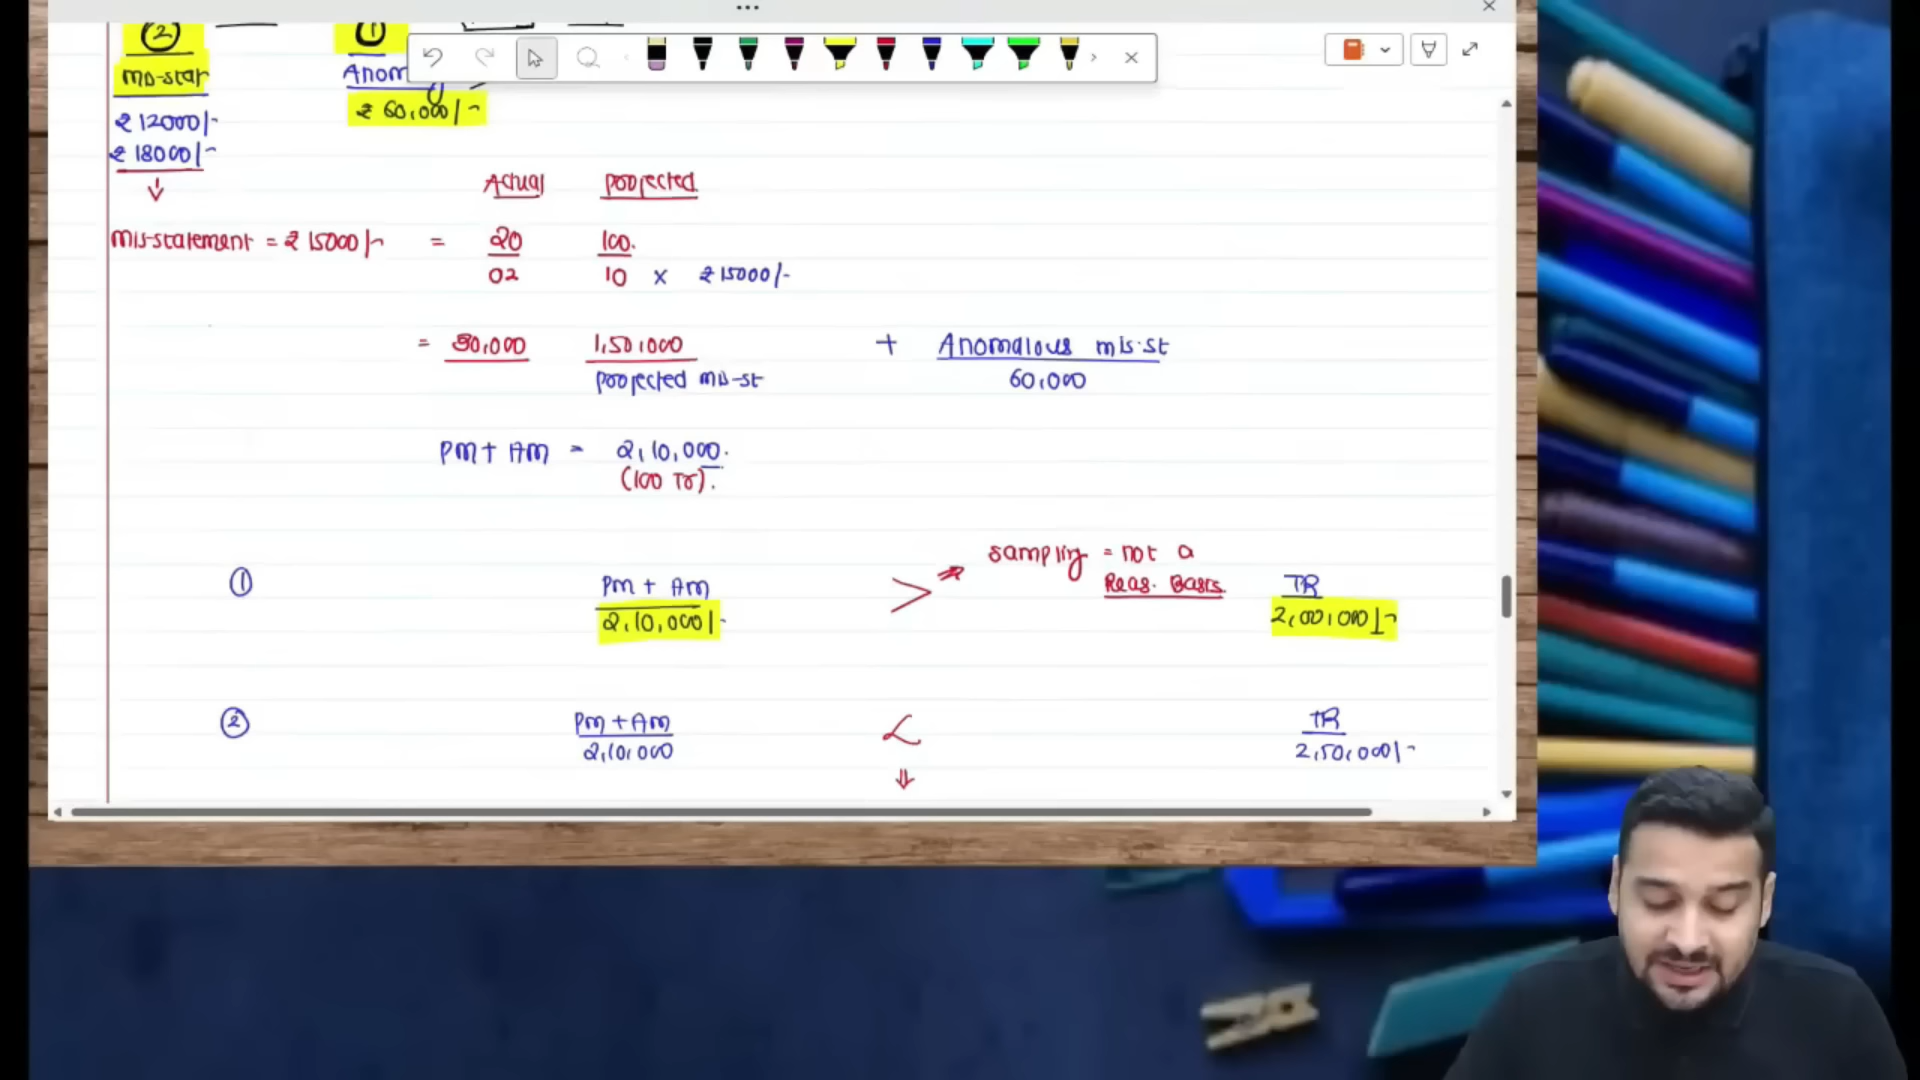 ② ①
mis-stat Anom
₹ 12000/- ₹ 60,000/-
₹ 18000/-
Actual projected
mis-statement = ₹ 15000/- = 20 100.
02 10 × ₹ 15000/-
= 30,000 1,50,000 + Anomalous mis.st
projected mis-st 60,000
PM + AM = 2,10,000.
(100 Tr).
sampling = not a
① PM + AM > Reas. Basis TR
2,10,000/- 2,00,000/-
② PM + AM < TR
2,10,000 2,50,000/-